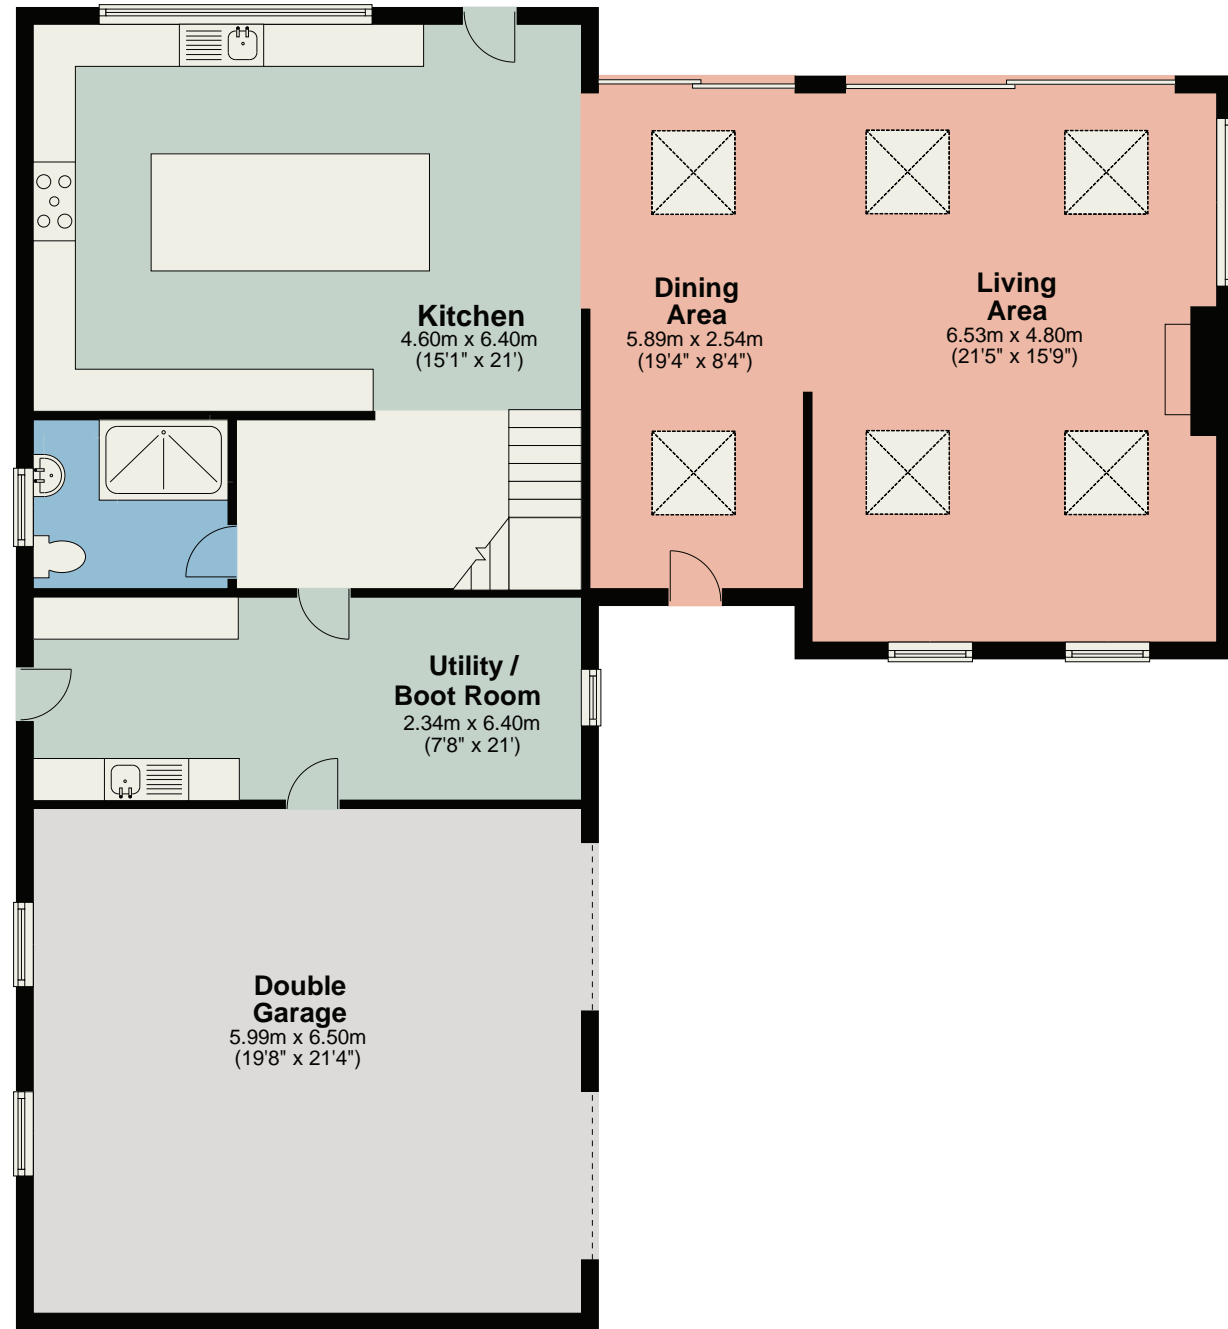 Kitchen
4.60m x 6.40m
(15'1" x 21')
Dining
Area
5.89m x 2.54m
(19'4" x 8'4")
Living
Area
6.53m x 4.80m
(21'5" x 15'9")
Utility /
Boot Room
2.34m x 6.40m
(7'8" x 21')
Double
Garage
5.99m x 6.50m
(19'8" x 21'4")